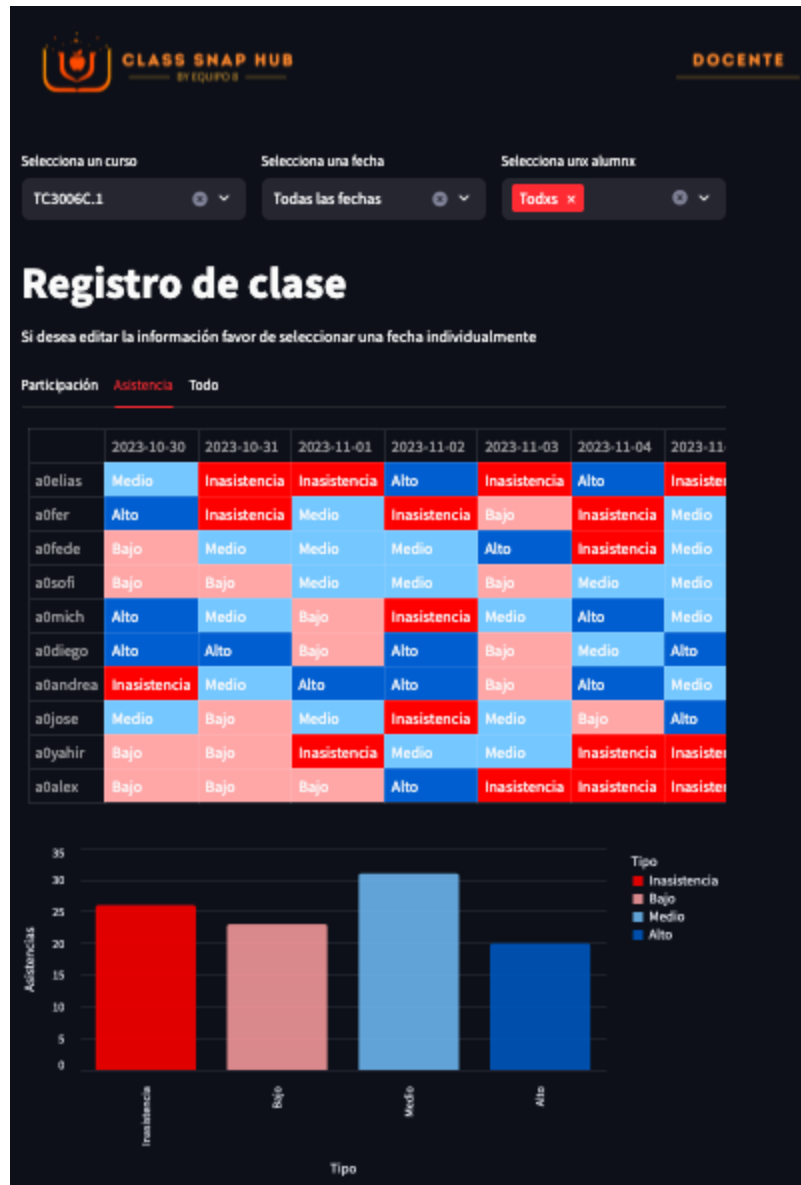 CLASS SNAP HUB
BY EQUIPO 8
DOCENTE
Selecciona un curso Selecciona una fecha Selecciona unx alumnx
TC3006C.1 Todas las fechas Todxs ×
Registro de clase
Si desea editar la información favor de seleccionar una fecha individualmente
Participación Asistencia Todo
2023-10-30 2023-10-31 2023-11-01 2023-11-02 2023-11-03 2023-11-04 2023-11-
a0elias Medio Inasistencia Inasistencia Alto Inasistencia Alto Inasister
a0fer Alto Inasistencia Medio Inasistencia Bajo Inasistencia Medio
a0fede Bajo Medio Medio Medio Alto Inasistencia Medio
a0sofi Bajo Bajo Medio Medio Bajo Medio Medio
a0mich Alto Medio Bajo Inasistencia Medio Alto Medio
a0diego Alto Alto Bajo Alto Bajo Medio Alto
a0andrea Inasistencia Medio Alto Alto Bajo Alto Medio
a0jose Medio Bajo Medio Inasistencia Medio Bajo Alto
a0yahir Bajo Bajo Inasistencia Medio Medio Inasistencia Inasister
a0alex Bajo Bajo Bajo Alto Inasistencia Inasistencia Inasister
35
30
25
20
15
10
5
0
Asistencias
Inasistencia
Bajo
Medio
Alto
Tipo
Tipo
Inasistencia
Bajo
Medio
Alto